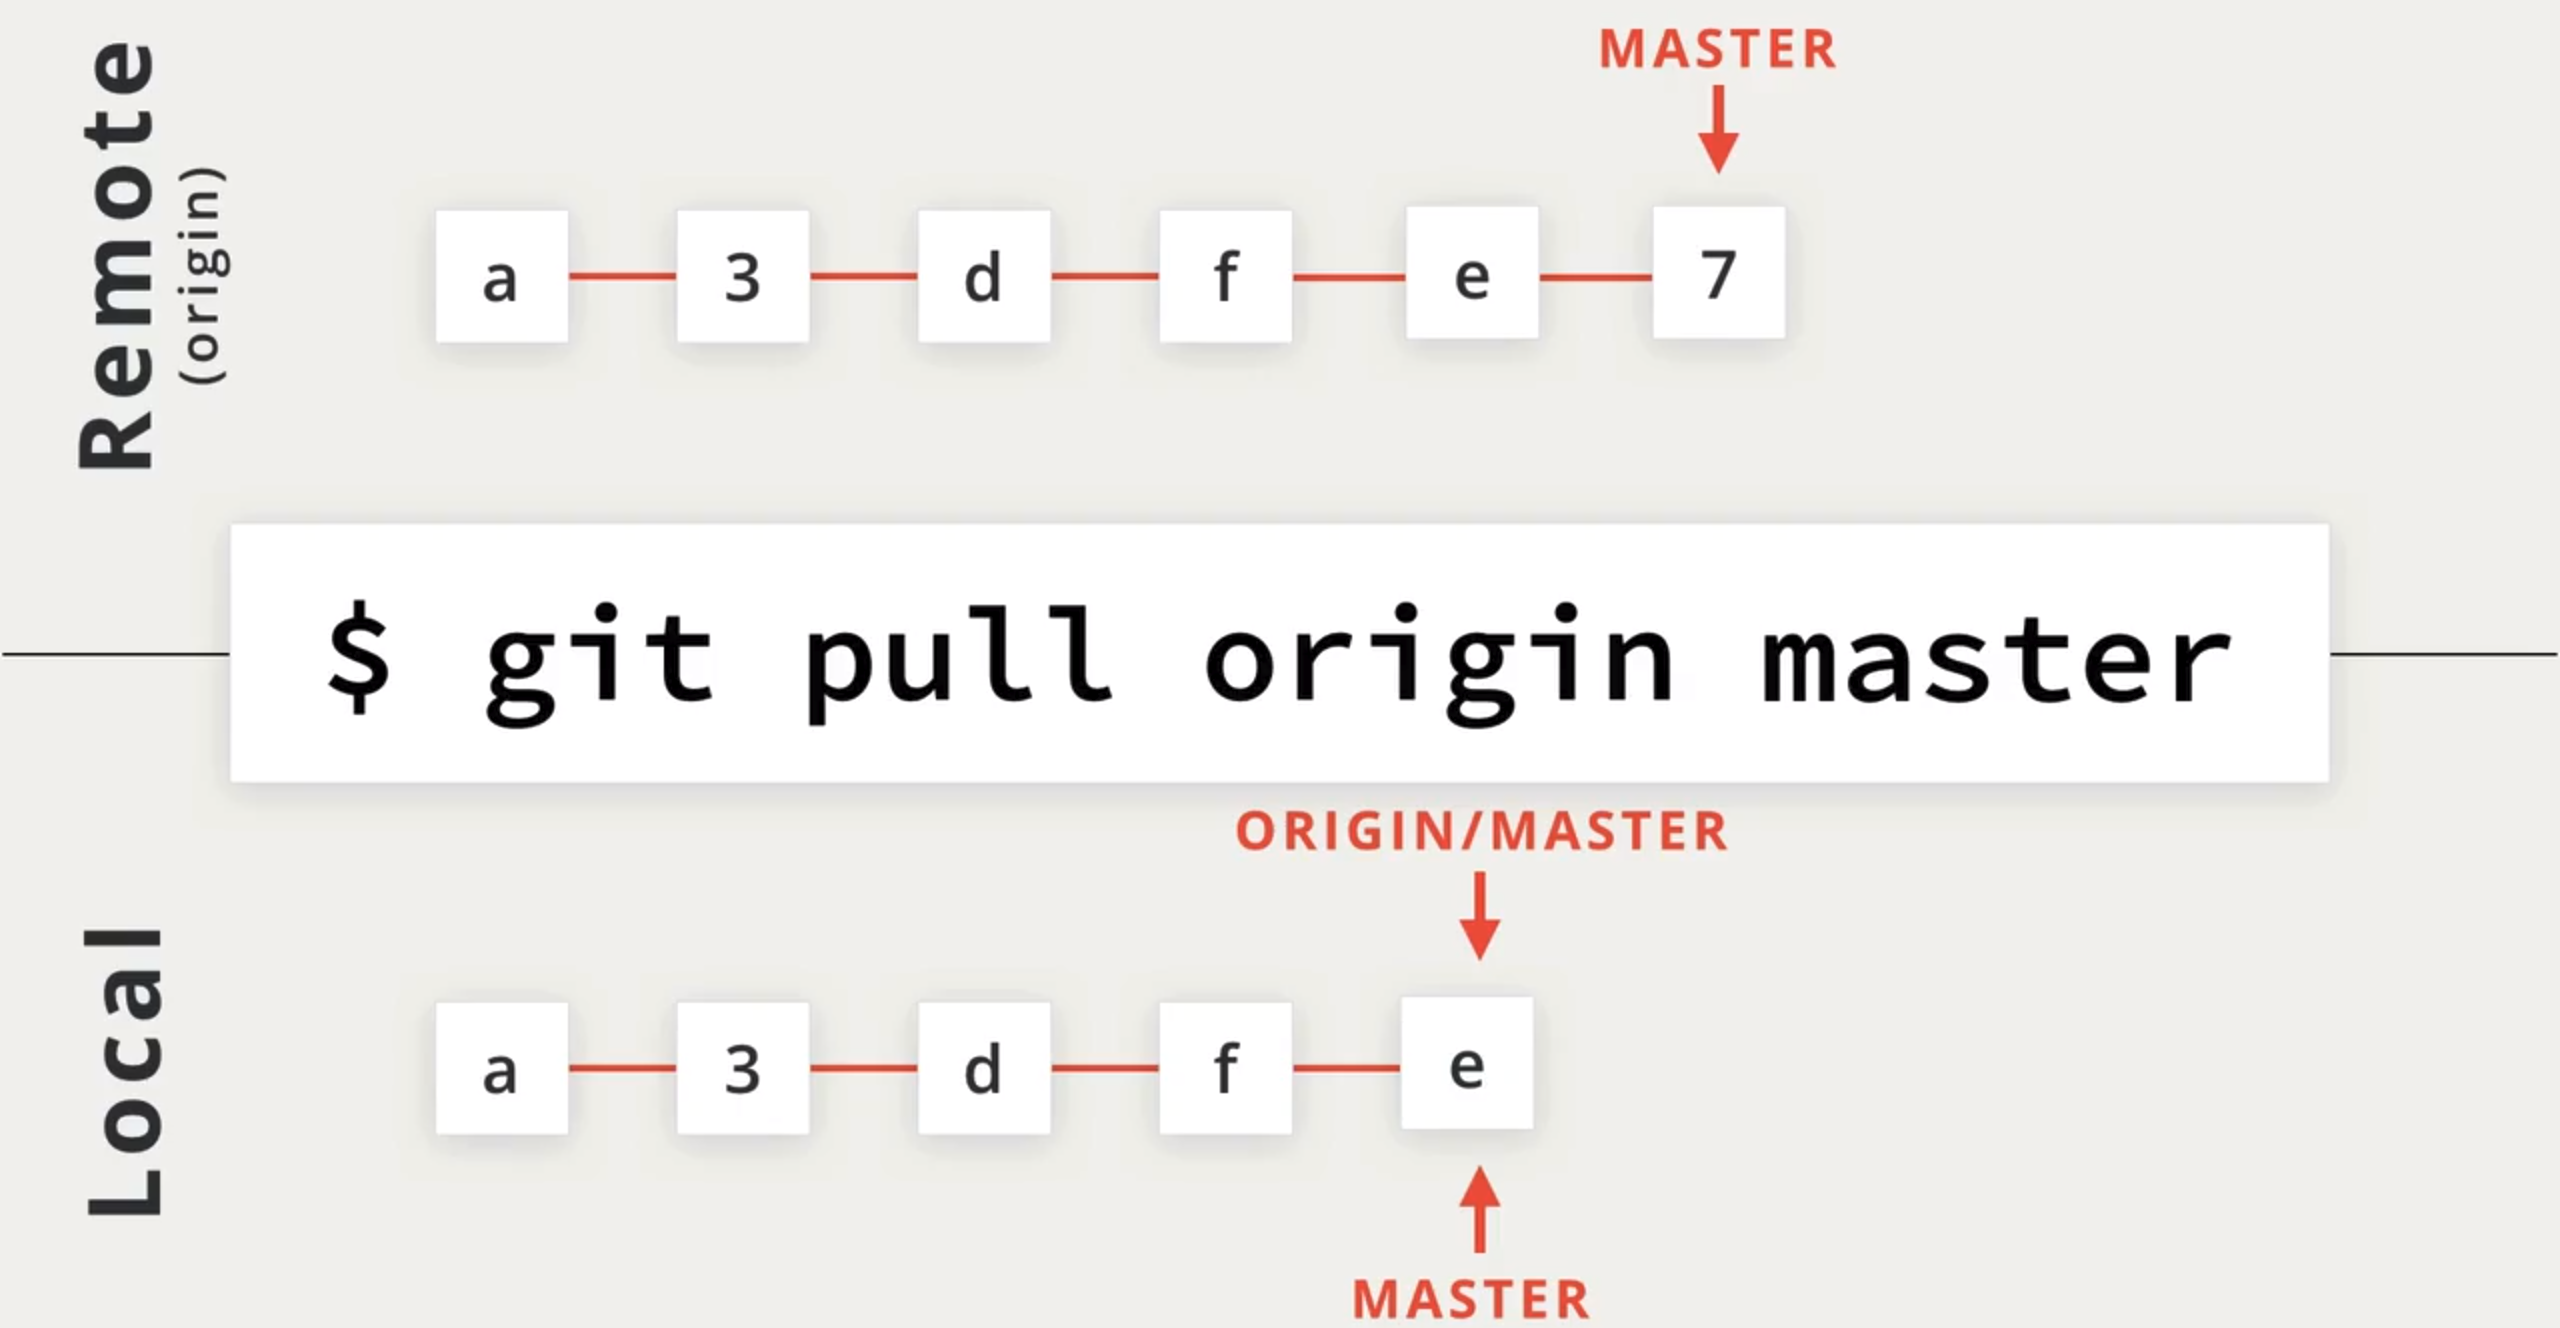 Remote
(origin)
MASTER
a 3 d f e 7
$ git pull origin master
Local
ORIGIN/MASTER
a 3 d f e
MASTER